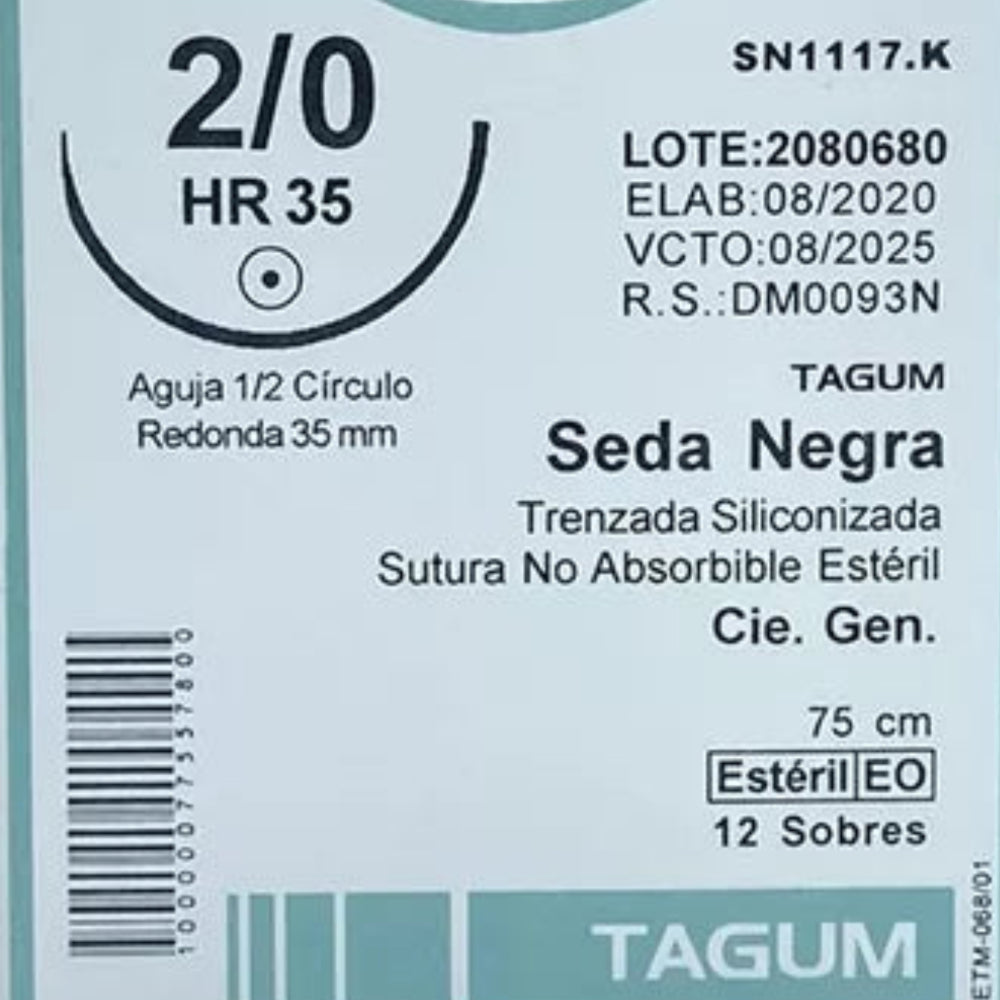 2/0
HR 35
Aguja 1/2 Círculo
Redonda 35 mm
SN1117.K
LOTE:2080680
ELAB:08/2020
VCTO:08/2025
R.S.:DM0093N
TAGUM
Seda Negra
Trenzada Siliconizada
Sutura No Absorbible Estéril
Cie. Gen.
75 cm
Estéril EO
12 Sobres
10000077557800
TAGUM
ETM-068/01